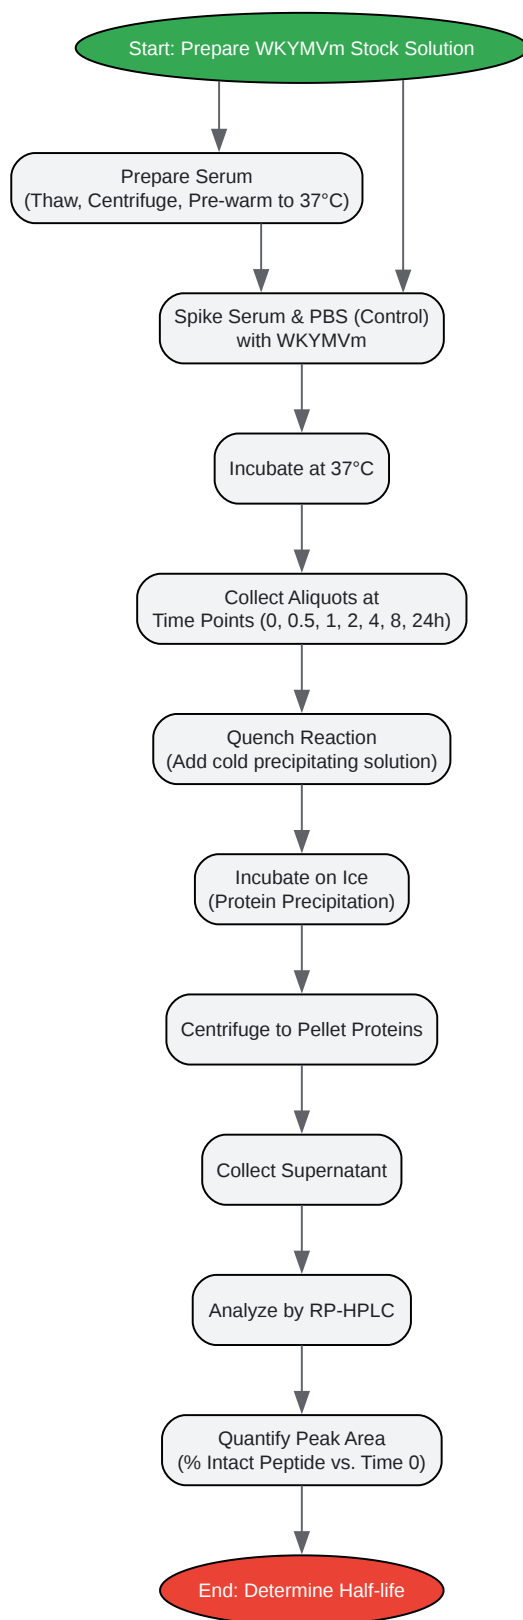 Start: Prepare WKYMVm Stock Solution
Prepare Serum
(Thaw, Centrifuge, Pre-warm to 37°C)
Spike Serum & PBS (Control)
with WKYMVm
Incubate at 37°C
Collect Aliquots at
Time Points (0, 0.5, 1, 2, 4, 8, 24h)
Quench Reaction
(Add cold precipitating solution)
Incubate on Ice
(Protein Precipitation)
Centrifuge to Pellet Proteins
Collect Supernatant
Analyze by RP-HPLC
Quantify Peak Area
(% Intact Peptide vs. Time 0)
End: Determine Half-life